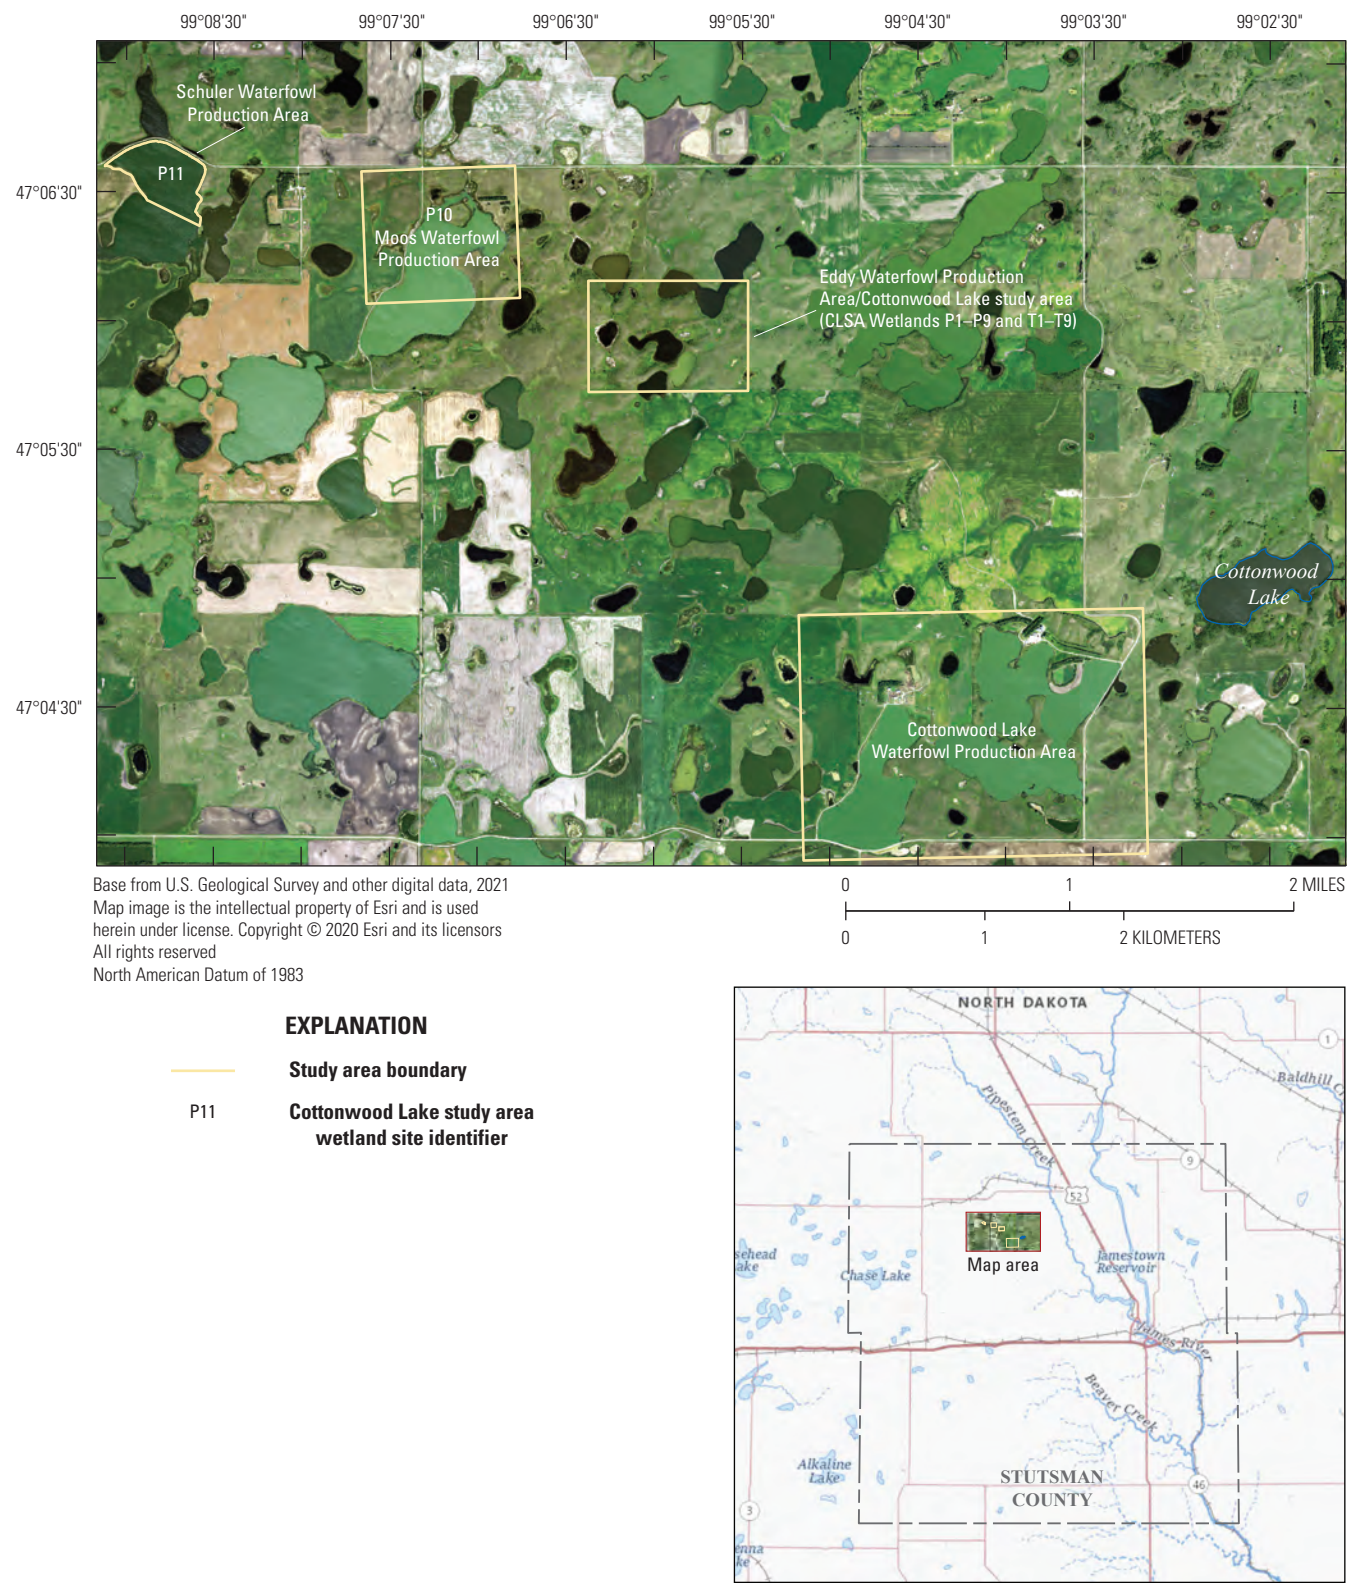 99°08'30"
99°07'30"
99°06'30"
99°05'30"
99°04'30"
99°03'30"
99°02'30"
47°06'30"
47°05'30"
47°04'30"
Schuler Waterfowl
Production Area
P11
P10
Moos Waterfowl
Production Area
Eddy Waterfowl Production
Area/Cottonwood Lake study area
(CLSA Wetlands P1–P9 and T1–T9)
Cottonwood
Lake
Cottonwood Lake
Waterfowl Production Area
Base from U.S. Geological Survey and other digital data, 2021
Map image is the intellectual property of Esri and is used
herein under license. Copyright © 2020 Esri and its licensors
All rights reserved
North American Datum of 1983
0 1 2 MILES
0 1 2 KILOMETERS
EXPLANATION
Study area boundary
P11 Cottonwood Lake study area
wetland site identifier
NORTH DAKOTA
1
Baldhill
Pipestem Creek
9
52
Map area
Jamestown
Reservoir
Chase Lake
sehead
ake
James River
Beaver Creek
Alkaline
Lake
STUTSMAN
COUNTY
46
3
enna
ke